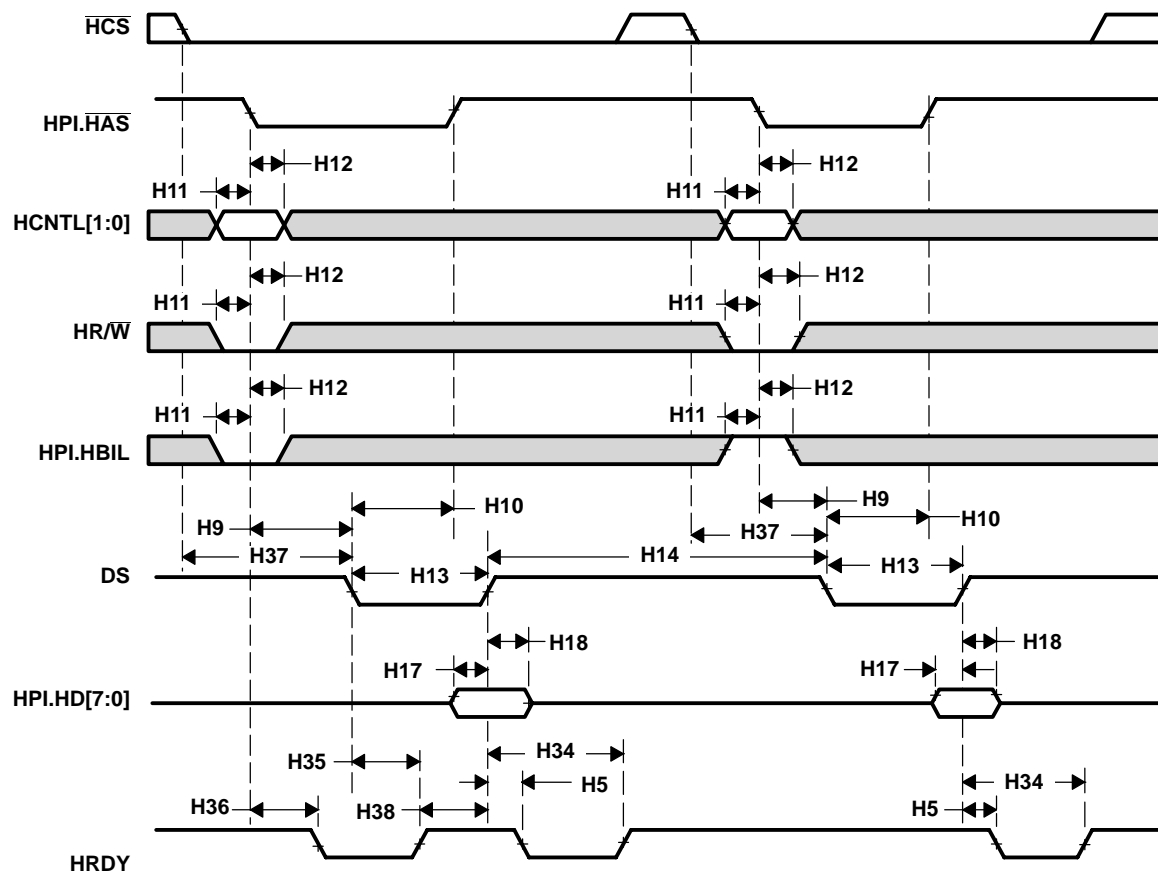 HCS
HPI.HAS
H12 H12
H11 H11
HCNTL[1:0]
H12 H12
H11 H11
HR/W
H12 H12
H11 H11
HPI.HBIL
H9 H10 H9 H10
H37 H14 H37
DS H13 H13
H18 H18
H17 H17
HPI.HD[7:0]
H35 H34 H34
H36 H38 H5 H5
HRDY